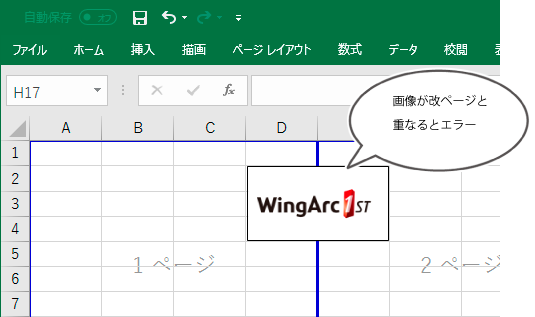 自動保存 オフ
ファイル ホーム 挿入 描画 ページ レイアウト 数式 データ 校閲
H17 fx
画像が改ページと
重なるとエラー
A B C D
1
2
3
WingArc1ST
4
5
1 ページ 2 ページ
6
7